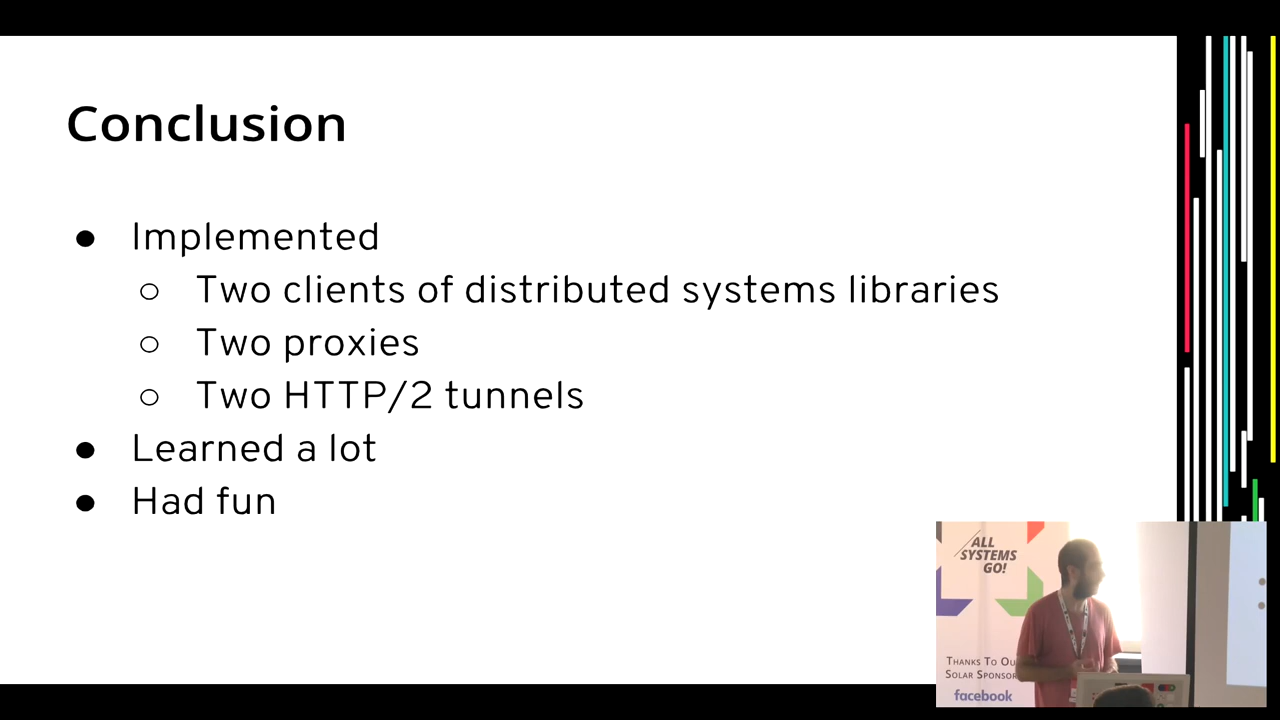 Conclusion
● Implemented
○ Two clients of distributed systems libraries
○ Two proxies
○ Two HTTP/2 tunnels
● Learned a lot
● Had fun
ALL
SYSTEMS
GO!
THANKS TO OU
SOLAR SPONSOR
facebook